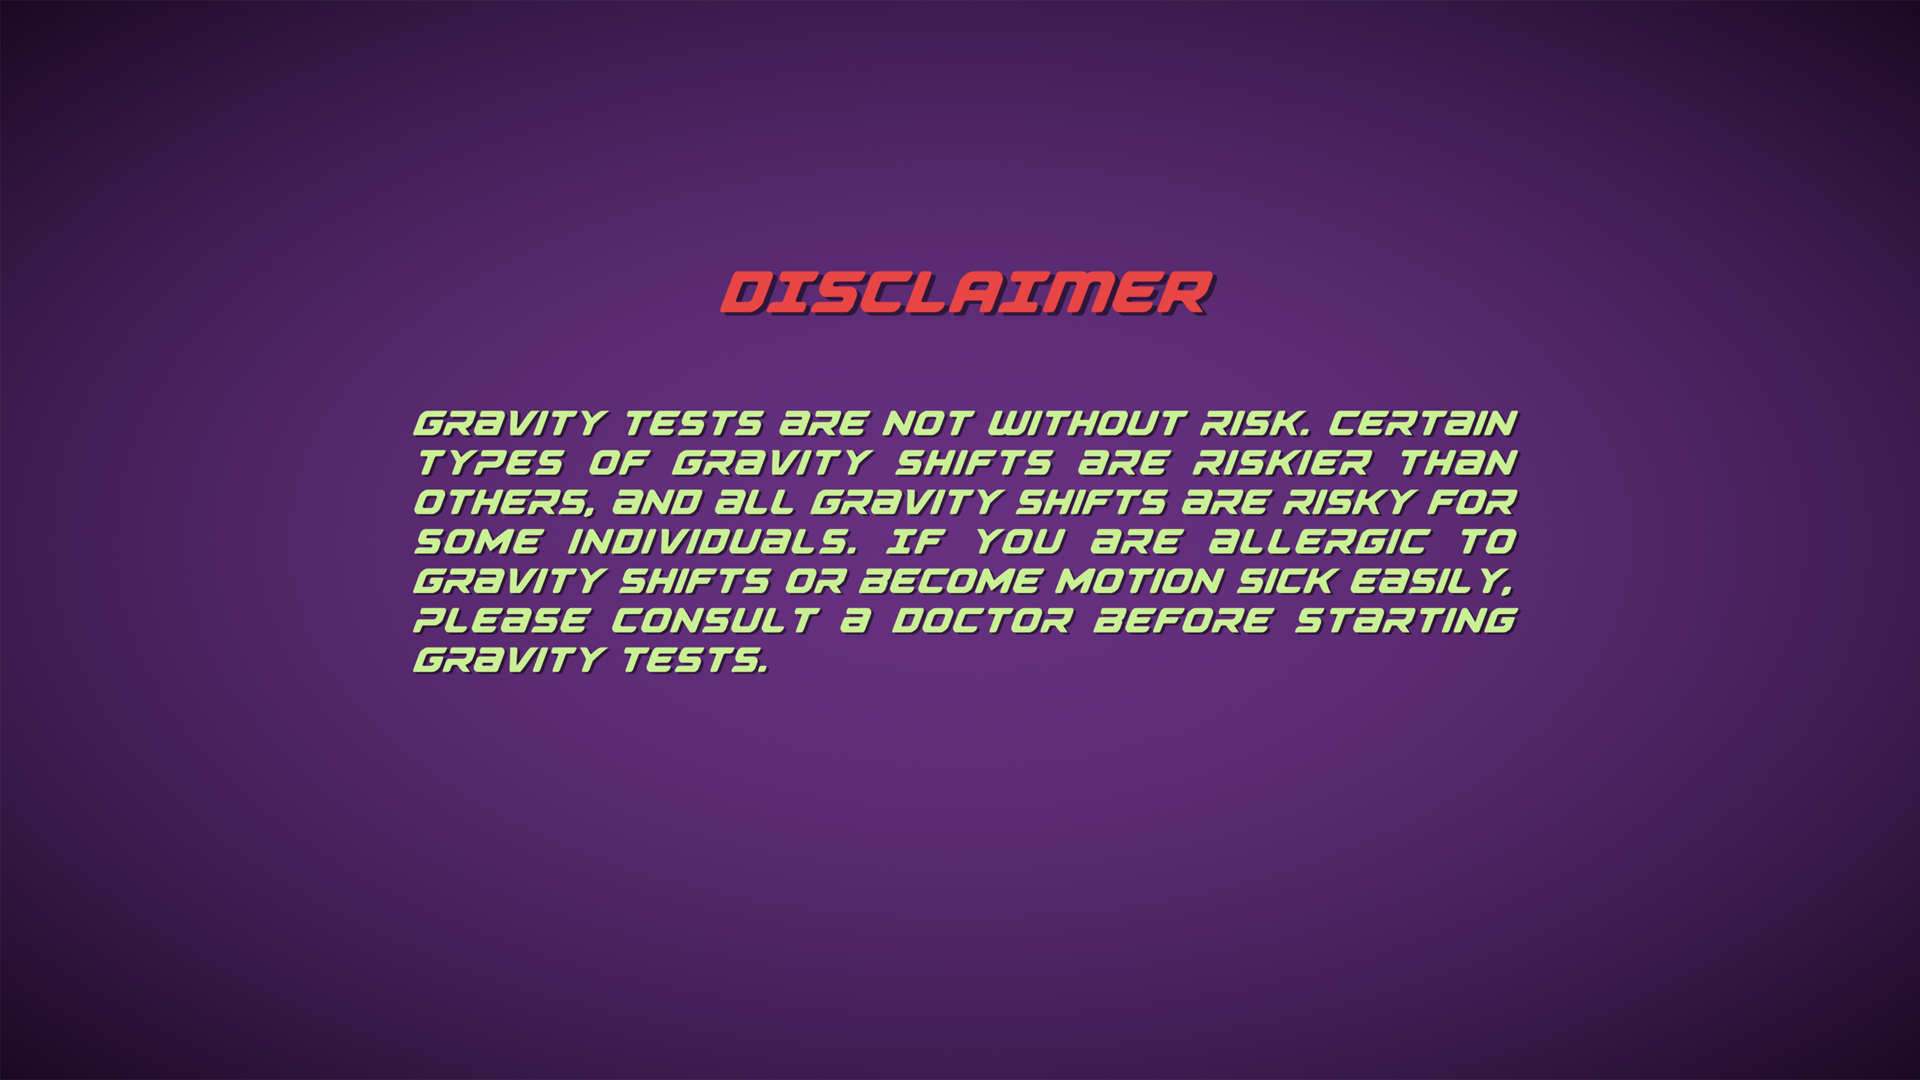 DISCLAIMER
GRAVITY TESTS ARE NOT WITHOUT RISK. CERTAIN
TYPES OF GRAVITY SHIFTS ARE RISKIER THAN
OTHERS, AND ALL GRAVITY SHIFTS ARE RISKY FOR
SOME INDIVIDUALS. IF YOU ARE ALLERGIC TO
GRAVITY SHIFTS OR BECOME MOTION SICK EASILY,
PLEASE CONSULT A DOCTOR BEFORE STARTING
GRAVITY TESTS.